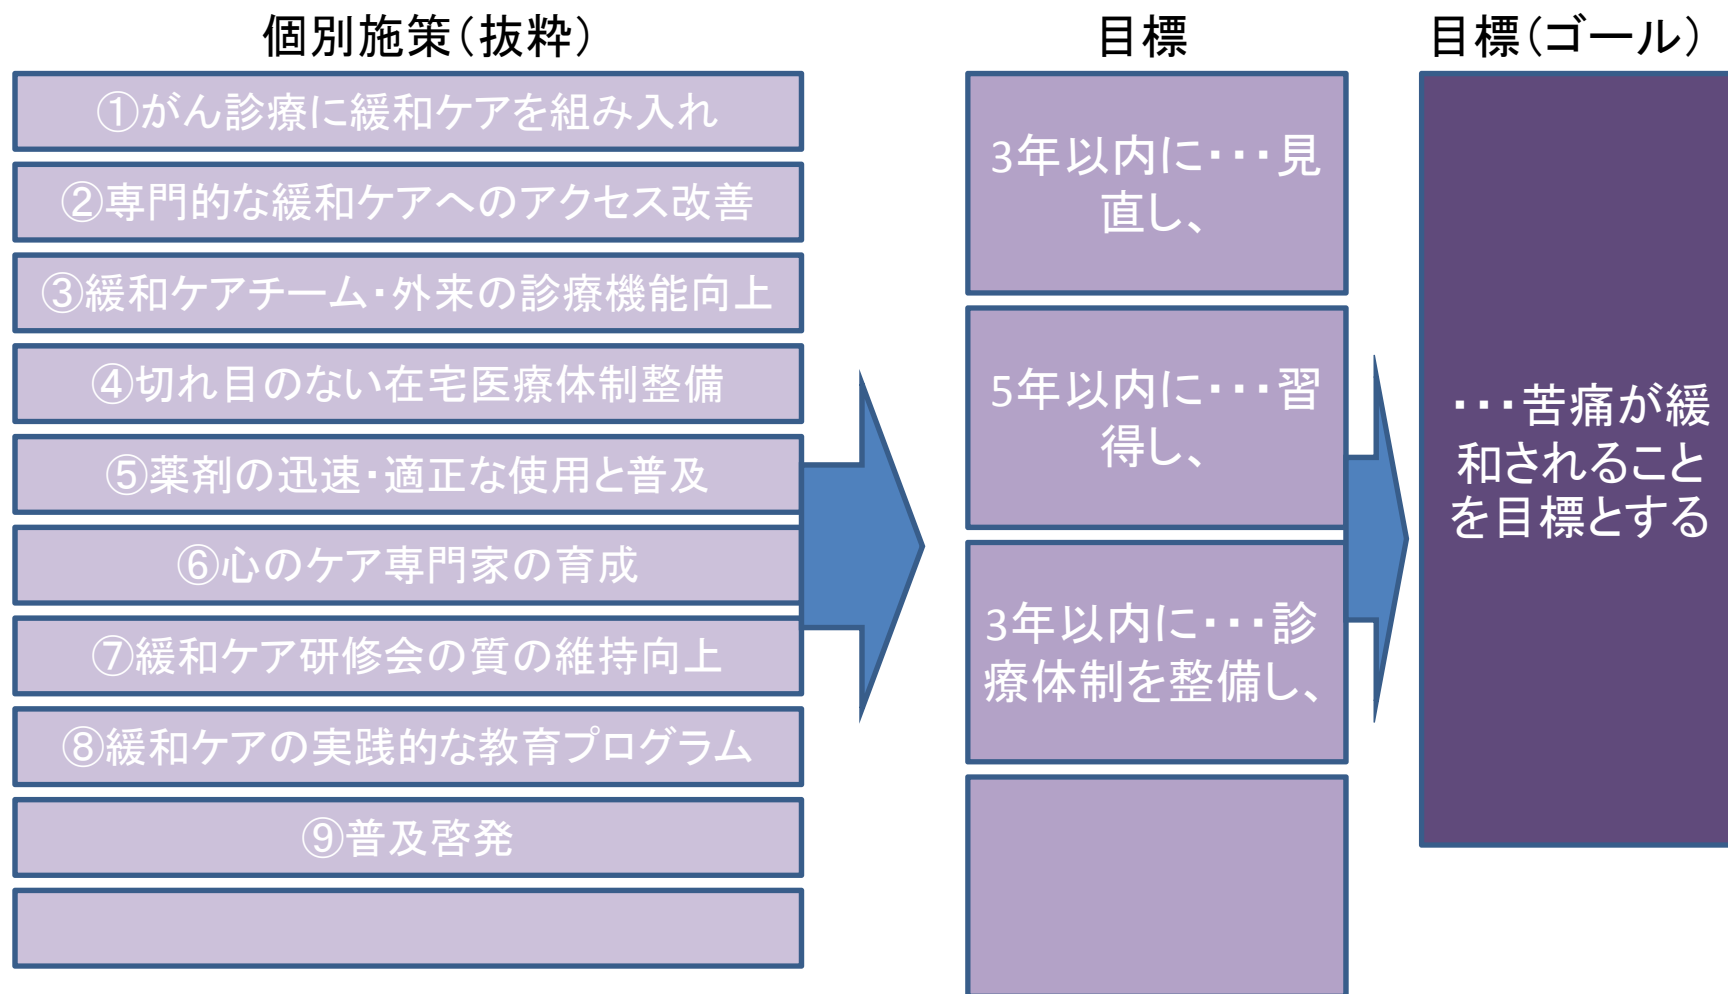 個別施策(抜粋)
①がん診療に緩和ケアを組み入れ
②専門的な緩和ケアへのアクセス改善
③緩和ケアチーム・外来の診療機能向上
④切れ目のない在宅医療体制整備
⑤薬剤の迅速・適正な使用と普及
⑥心のケア専門家の育成
⑦緩和ケア研修会の質の維持向上
⑧緩和ケアの実践的な教育プログラム
⑨普及啓発
目標
3年以内に・・・見
直し、
5年以内に・・・習
得し、
3年以内に・・・診
療体制を整備し、
目標(ゴール)
・・・苦痛が緩
和されること
を目標とする